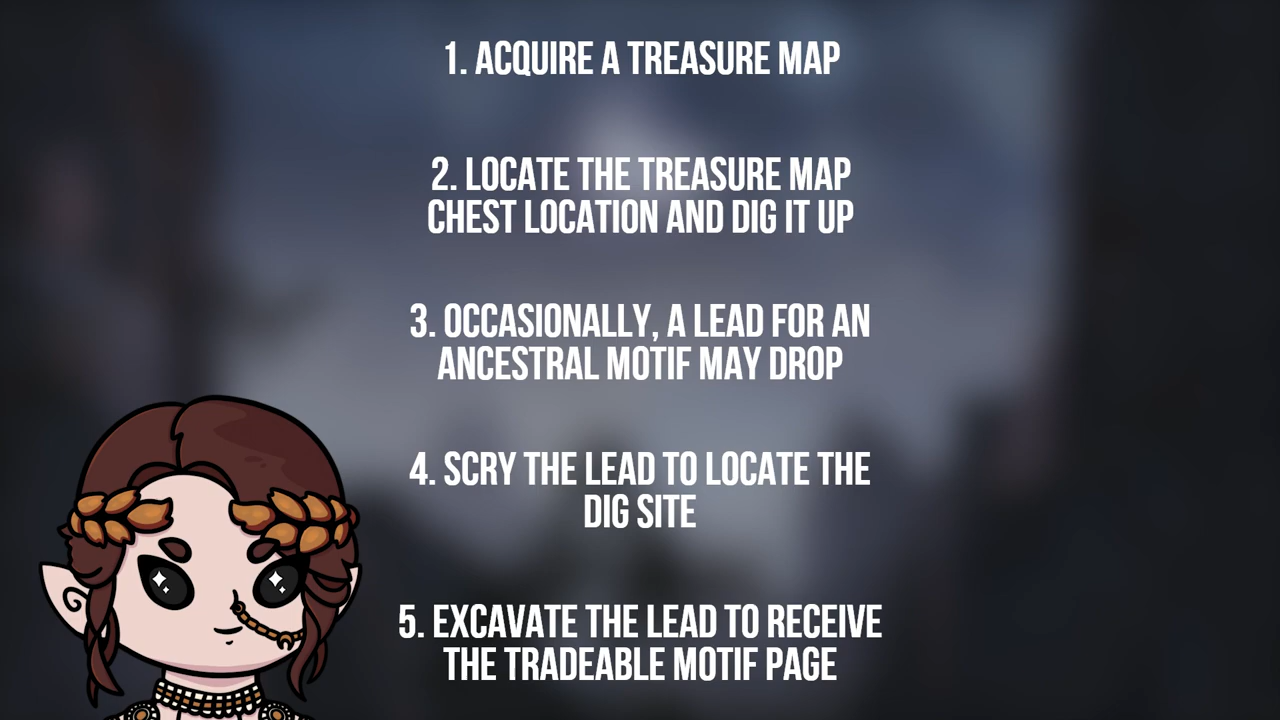 1. ACQUIRE A TREASURE MAP
2. LOCATE THE TREASURE MAP
CHEST LOCATION AND DIG IT UP
3. OCCASIONALLY, A LEAD FOR AN
ANCESTRAL MOTIF MAY DROP
4. SCRY THE LEAD TO LOCATE THE
DIG SITE
5. EXCAVATE THE LEAD TO RECEIVE
THE TRADEABLE MOTIF PAGE